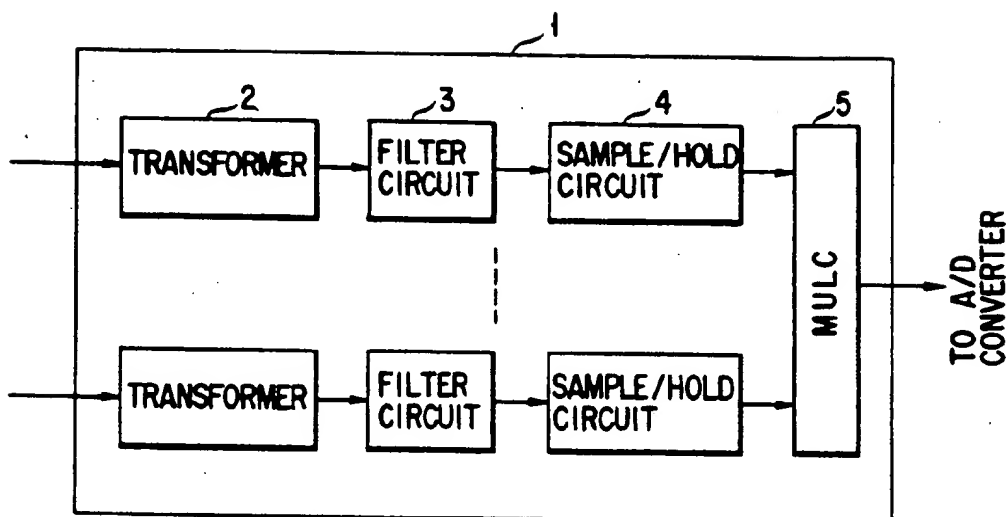 1
2
3
4
5
TRANSFORMER
FILTER
CIRCUIT
SAMPLE/HOLD
CIRCUIT
MULC
TO A/D
CONVERTER
TRANSFORMER
FILTER
CIRCUIT
SAMPLE/HOLD
CIRCUIT